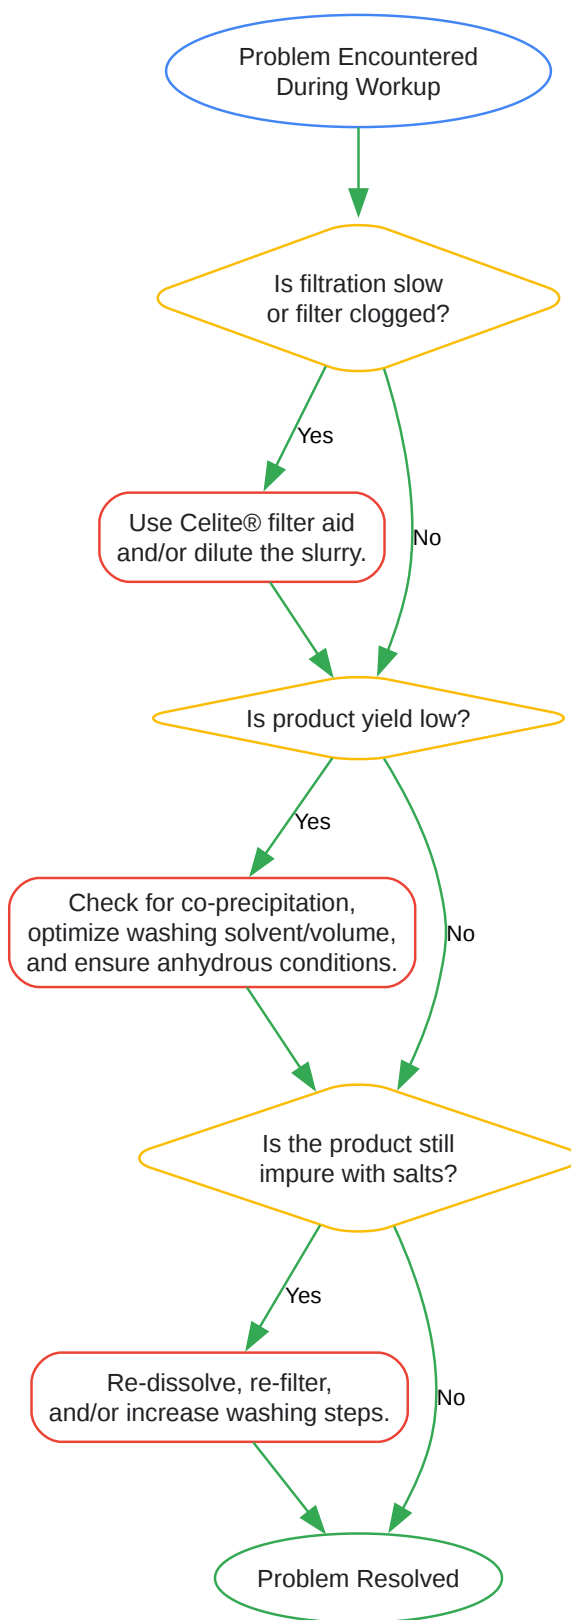 Problem Encountered
During Workup
Is filtration slow
or filter clogged?
Yes
Use Celite® filter aid
and/or dilute the slurry.
No
Is product yield low?
Yes
Check for co-precipitation,
optimize washing solvent/volume,
and ensure anhydrous conditions.
No
Is the product still
impure with salts?
Yes
Re-dissolve, re-filter,
and/or increase washing steps.
No
Problem Resolved